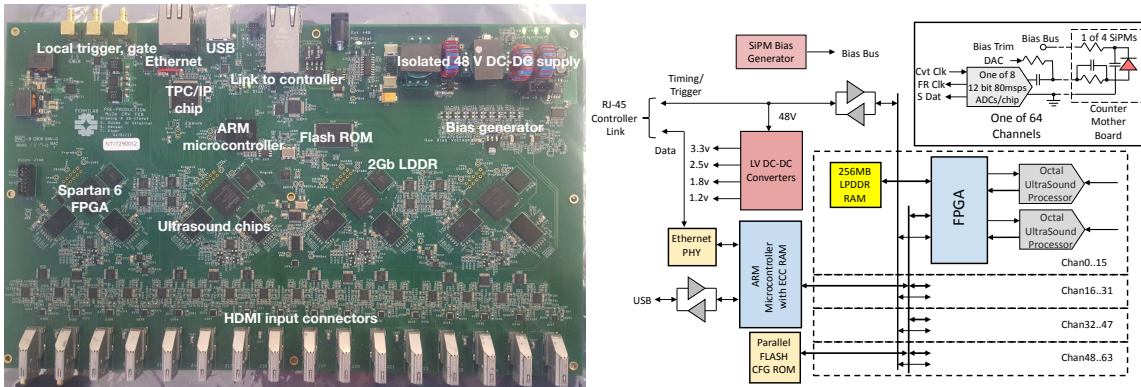 Local trigger, gate
USB
Ethernet
Link to controller
Isolated 48 V DC-DC supply
TPC/IP
chip
ARM
microcontroller
Flash ROM
Bias generator
2Gb LDDR
Spartan 6
FPGA
Ultrasound chips
HDMI input connectors
FERMILAB
PRE-PRODUCTION
NT17290012
SiPM Bias
Generator
Bias Bus
Timing/
Trigger
RJ-45
Controller
Link
Data
48V
3.3v
2.5v
1.8v
1.2v
LV DC-DC
Converters
Ethernet
PHY
USB
ARM
Microcontroller
with ECC RAM
Parallel
FLASH
CFG ROM
Bias Bus
1 of 4 SiPMs
Bias Trim
DAC
Cvt Clk
FR Clk
S Dat
One of 8
12 bit 80msps
ADCs/chip
One of 64
Channels
Counter
Mother
Board
256MB
LPDDR
RAM
FPGA
Octal
UltraSound
Processor
Octal
UltraSound
Processor
Chan0..15
Chan16..31
Chan32..47
Chan48..63